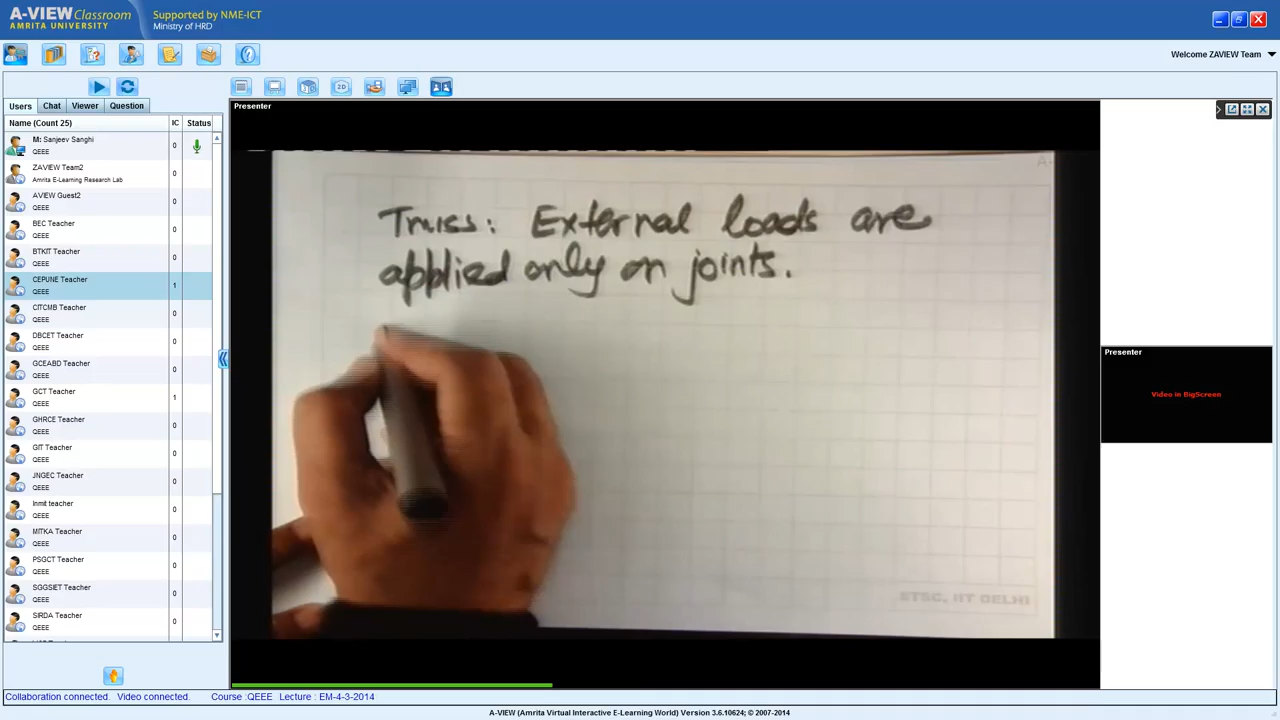 A-VIEW Classroom
AMRITA UNIVERSITY
Supported by NME-ICT
Ministry of HRD
Welcome ZAVIEW Team
2D
Users Chat Viewer Question
Name (Count 25) IC Status
M: Sanjeev Sanghi 0
QEEE
ZAVIEW Team2 0
Amrita E-Learning Research Lab
AVIEW Guest2 0
QEEE
BEC Teacher 0
QEEE
BTKIT Teacher 0
QEEE
CEPUNE Teacher 1
QEEE
CITCMB Teacher 0
QEEE
DBCET Teacher 0
QEEE
GCEABD Teacher 0
QEEE
GCT Teacher 1
QEEE
GHRCE Teacher 0
QEEE
GIT Teacher 0
QEEE
JNGEC Teacher 0
QEEE
lnmit teacher 0
QEEE
MITKA Teacher 0
QEEE
PSGCT Teacher 0
QEEE
SGGSIET Teacher 0
QEEE
SIRDA Teacher 0
QEEE
Presenter
Truss: External loads are
applied only on joints.
ETSC, IIT DELHI
Presenter
Video in BigScreen
Collaboration connected. Video connected. Course :QEEE Lecture : EM-4-3-2014
A-VIEW (Amrita Virtual Interactive E-Learning World) Version 3.6.10624; © 2007-2014